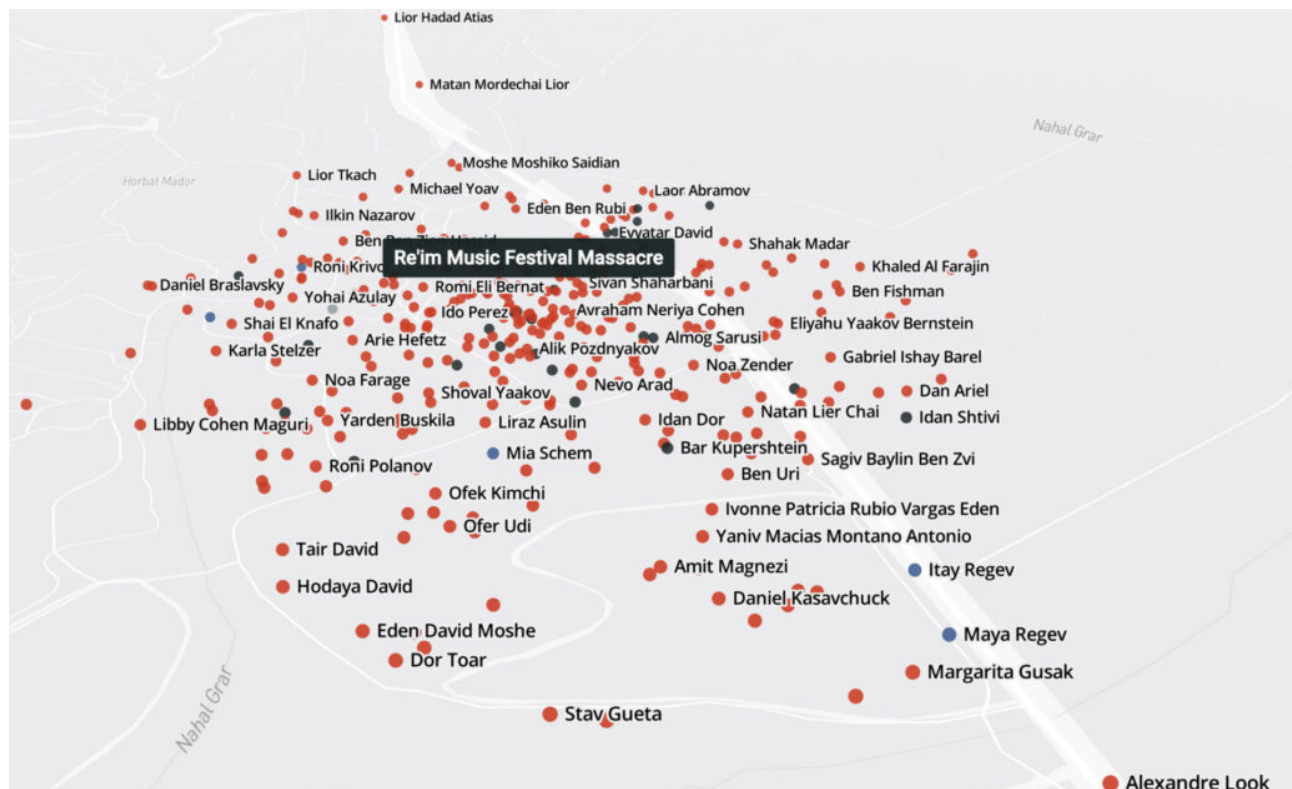 Lior Hadad Atias
Matan Mordechai Lior
Nahal Grar
Moshe Moshiko Saidian
Lior Tkach
Horbat Mador
Michael Yoav
Laor Abramov
Eden Ben Rubi
Ilkin Nazarov
Evyatar David
Ben Ben Zion
Shahak Madar
Re'im Music Festival Massacre
Roni Krivo
Khaled Al Farajin
Daniel Braslavsky
Romi Eli Bernat
Sivan Shaharbani
Ben Fishman
Yohai Azulay
Ido Perez
Avraham Neriya Cohen
Shai El Knafo
Eliyahu Yaakov Bernstein
Arie Hefetz
Almog Sarusi
Karla Stelzer
Alik Pozdnyakov
Gabriel Ishay Barel
Noa Zender
Noa Farage
Nevo Arad
Shoval Yaakov
Dan Ariel
Natan Lier Chai
Idan Shtivi
Libby Cohen Maguri
Yarden Buskila
Liraz Asulin
Idan Dor
Bar Kupershtein
Mia Schem
Sagiv Baylin Ben Zvi
Roni Polanov
Ben Uri
Ofek Kimchi
Ivonne Patricia Rubio Vargas Eden
Ofer Udi
Yaniv Macias Montano Antonio
Tair David
Amit Magnezi
Itay Regev
Hodaya David
Daniel Kasavchuck
Eden David Moshe
Maya Regev
Dor Toar
Margarita Gusak
Nahal Grar
Stav Gueta
Alexandre Look